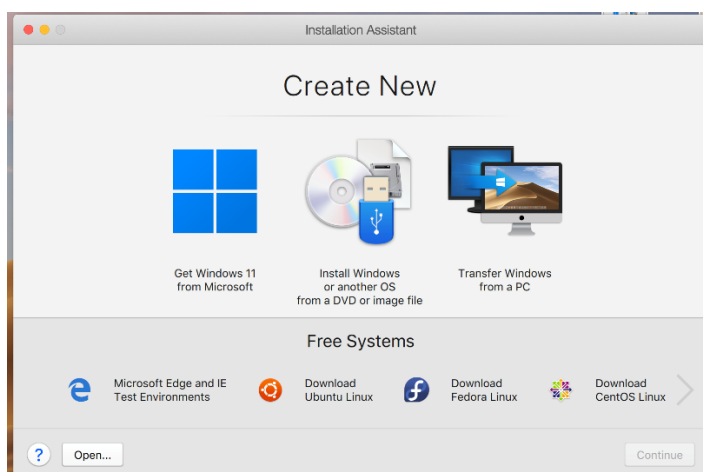 Installation Assistant
Create New
Get Windows 11
from Microsoft
Install Windows
or another OS
from a DVD or image file
Transfer Windows
from a PC
Free Systems
Microsoft Edge and IE
Test Environments
Download
Ubuntu Linux
Download
Fedora Linux
Download
CentOS Linux
?
Open...
Continue